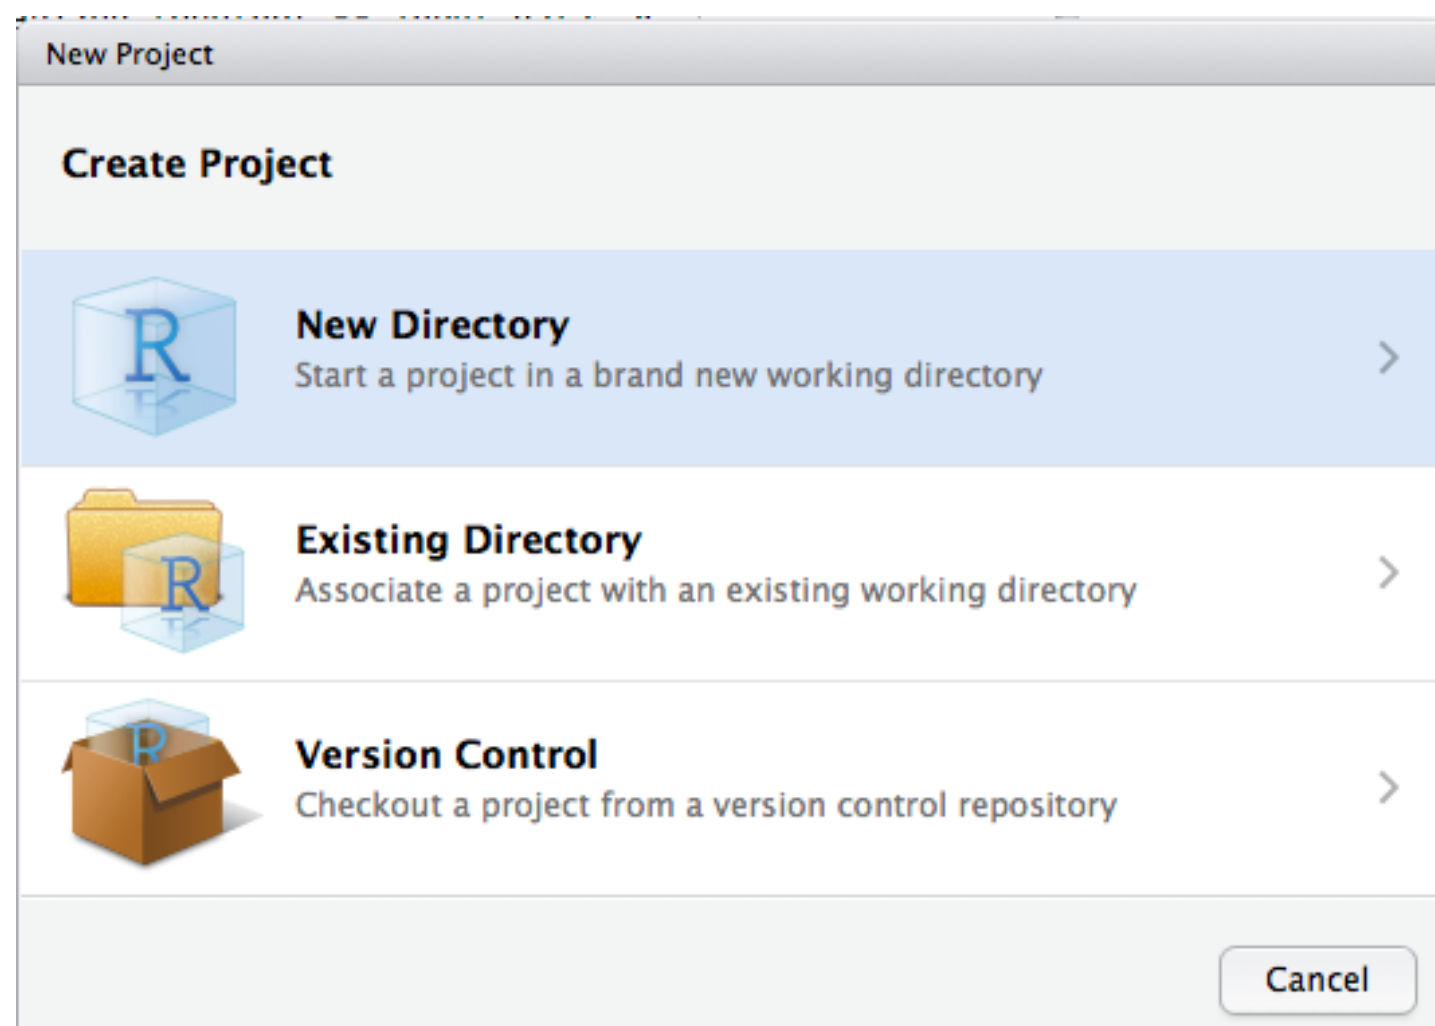 New Project
Create Project
R
New Directory
Start a project in a brand new working directory
R
Existing Directory
Associate a project with an existing working directory
R
Version Control
Checkout a project from a version control repository
Cancel